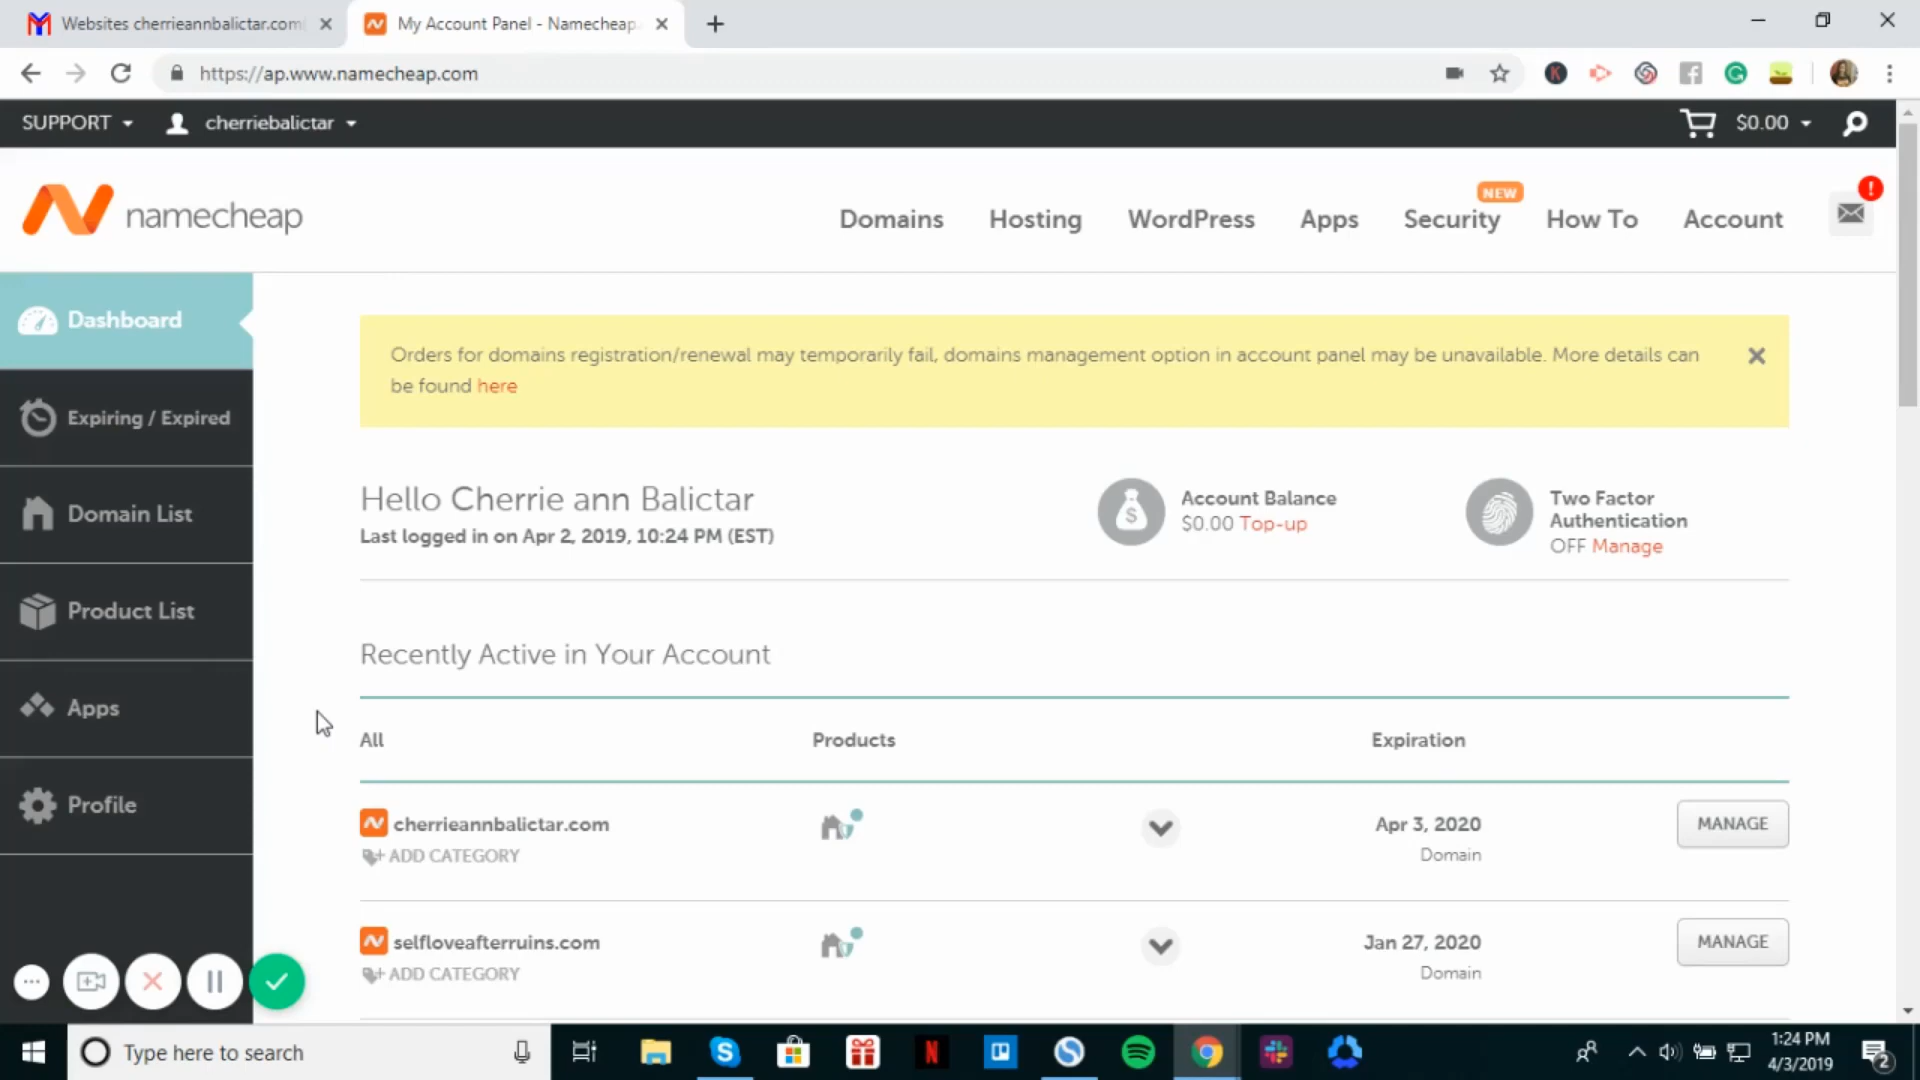 Websites cherrieannbalictar.com
My Account Panel - Namecheap
https://ap.www.namecheap.com
SUPPORT
cherriebalictar
$0.00
namecheap
Domains
Hosting
WordPress
Apps
NEW
Security
How To
Account
!
Dashboard
Expiring / Expired
Domain List
Product List
Apps
Profile
Orders for domains registration/renewal may temporarily fail, domains management option in account panel may be unavailable. More details can
be found here
Hello Cherrie ann Balictar
Last logged in on Apr 2, 2019, 10:24 PM (EST)
Account Balance
$0.00 Top-up
Two Factor
Authentication
OFF Manage
Recently Active in Your Account
All
Products
Expiration
cherrieannbalictar.com
ADD CATEGORY
Apr 3, 2020
Domain
MANAGE
selfloveafterruins.com
ADD CATEGORY
Jan 27, 2020
Domain
MANAGE
Type here to search
1:24 PM
4/3/2019
2